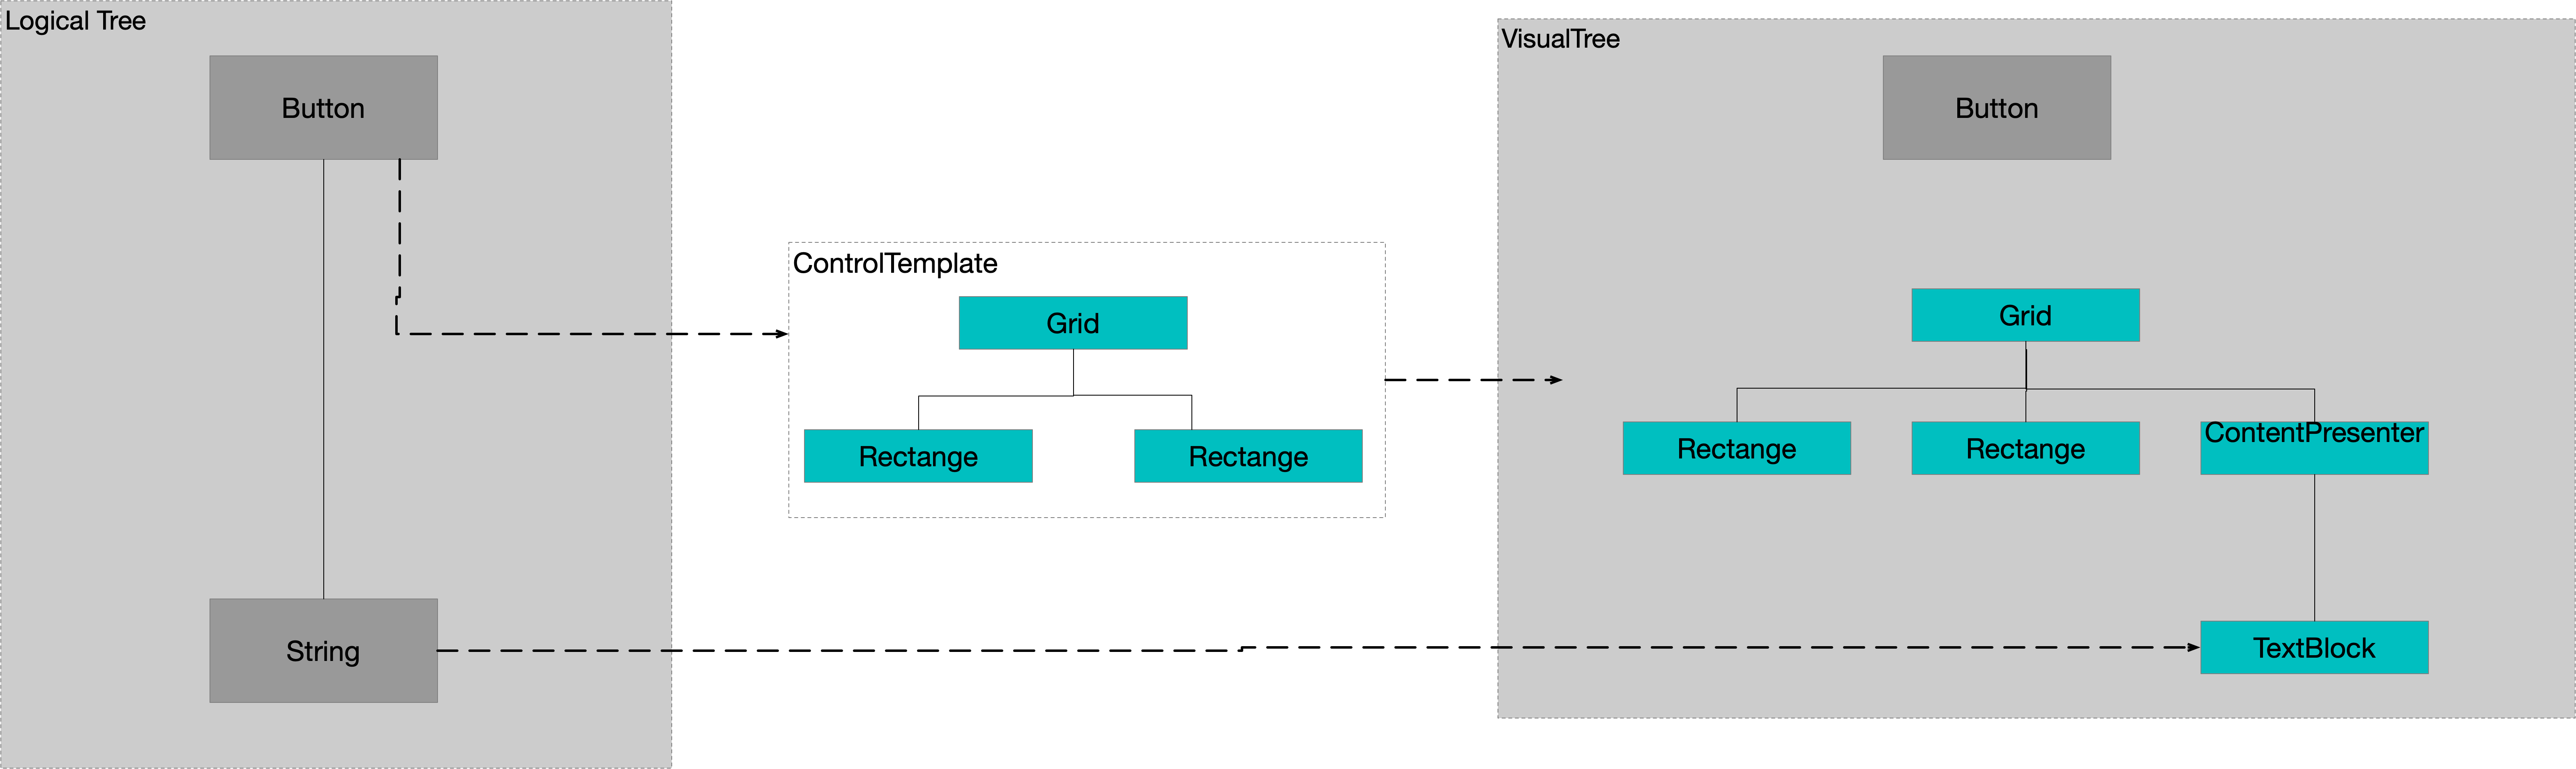 Logical Tree
Button
String
ControlTemplate
Grid
Rectange
Rectange
VisualTree
Button
Grid
Rectange
Rectange
ContentPresenter
TextBlock